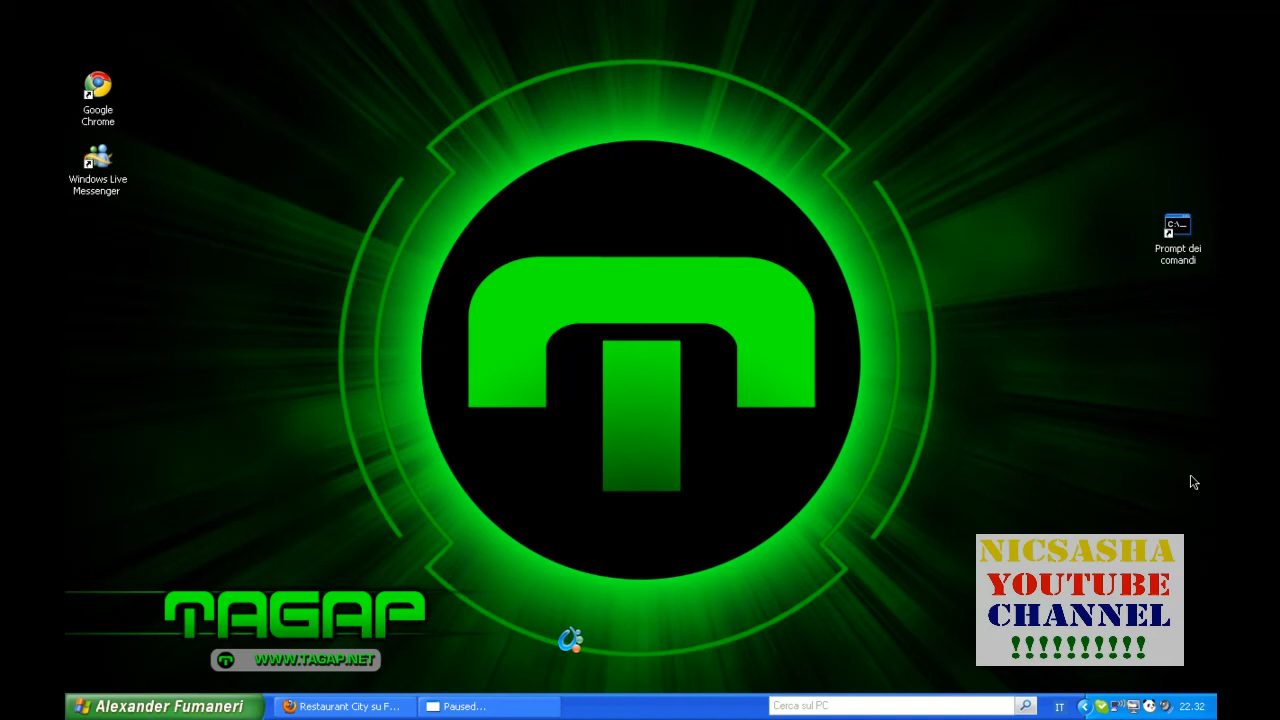 Google
Chrome
Windows Live
Messenger
C:\_
Prompt dei
comandi
TAGAP
WWW.TAGAP.NET
NICSASHA
YOUTUBE
CHANNEL
!!!!!!!!!
Alexander Fumaneri
Restaurant City su F...
Paused...
Cerca sul PC
IT
22.32